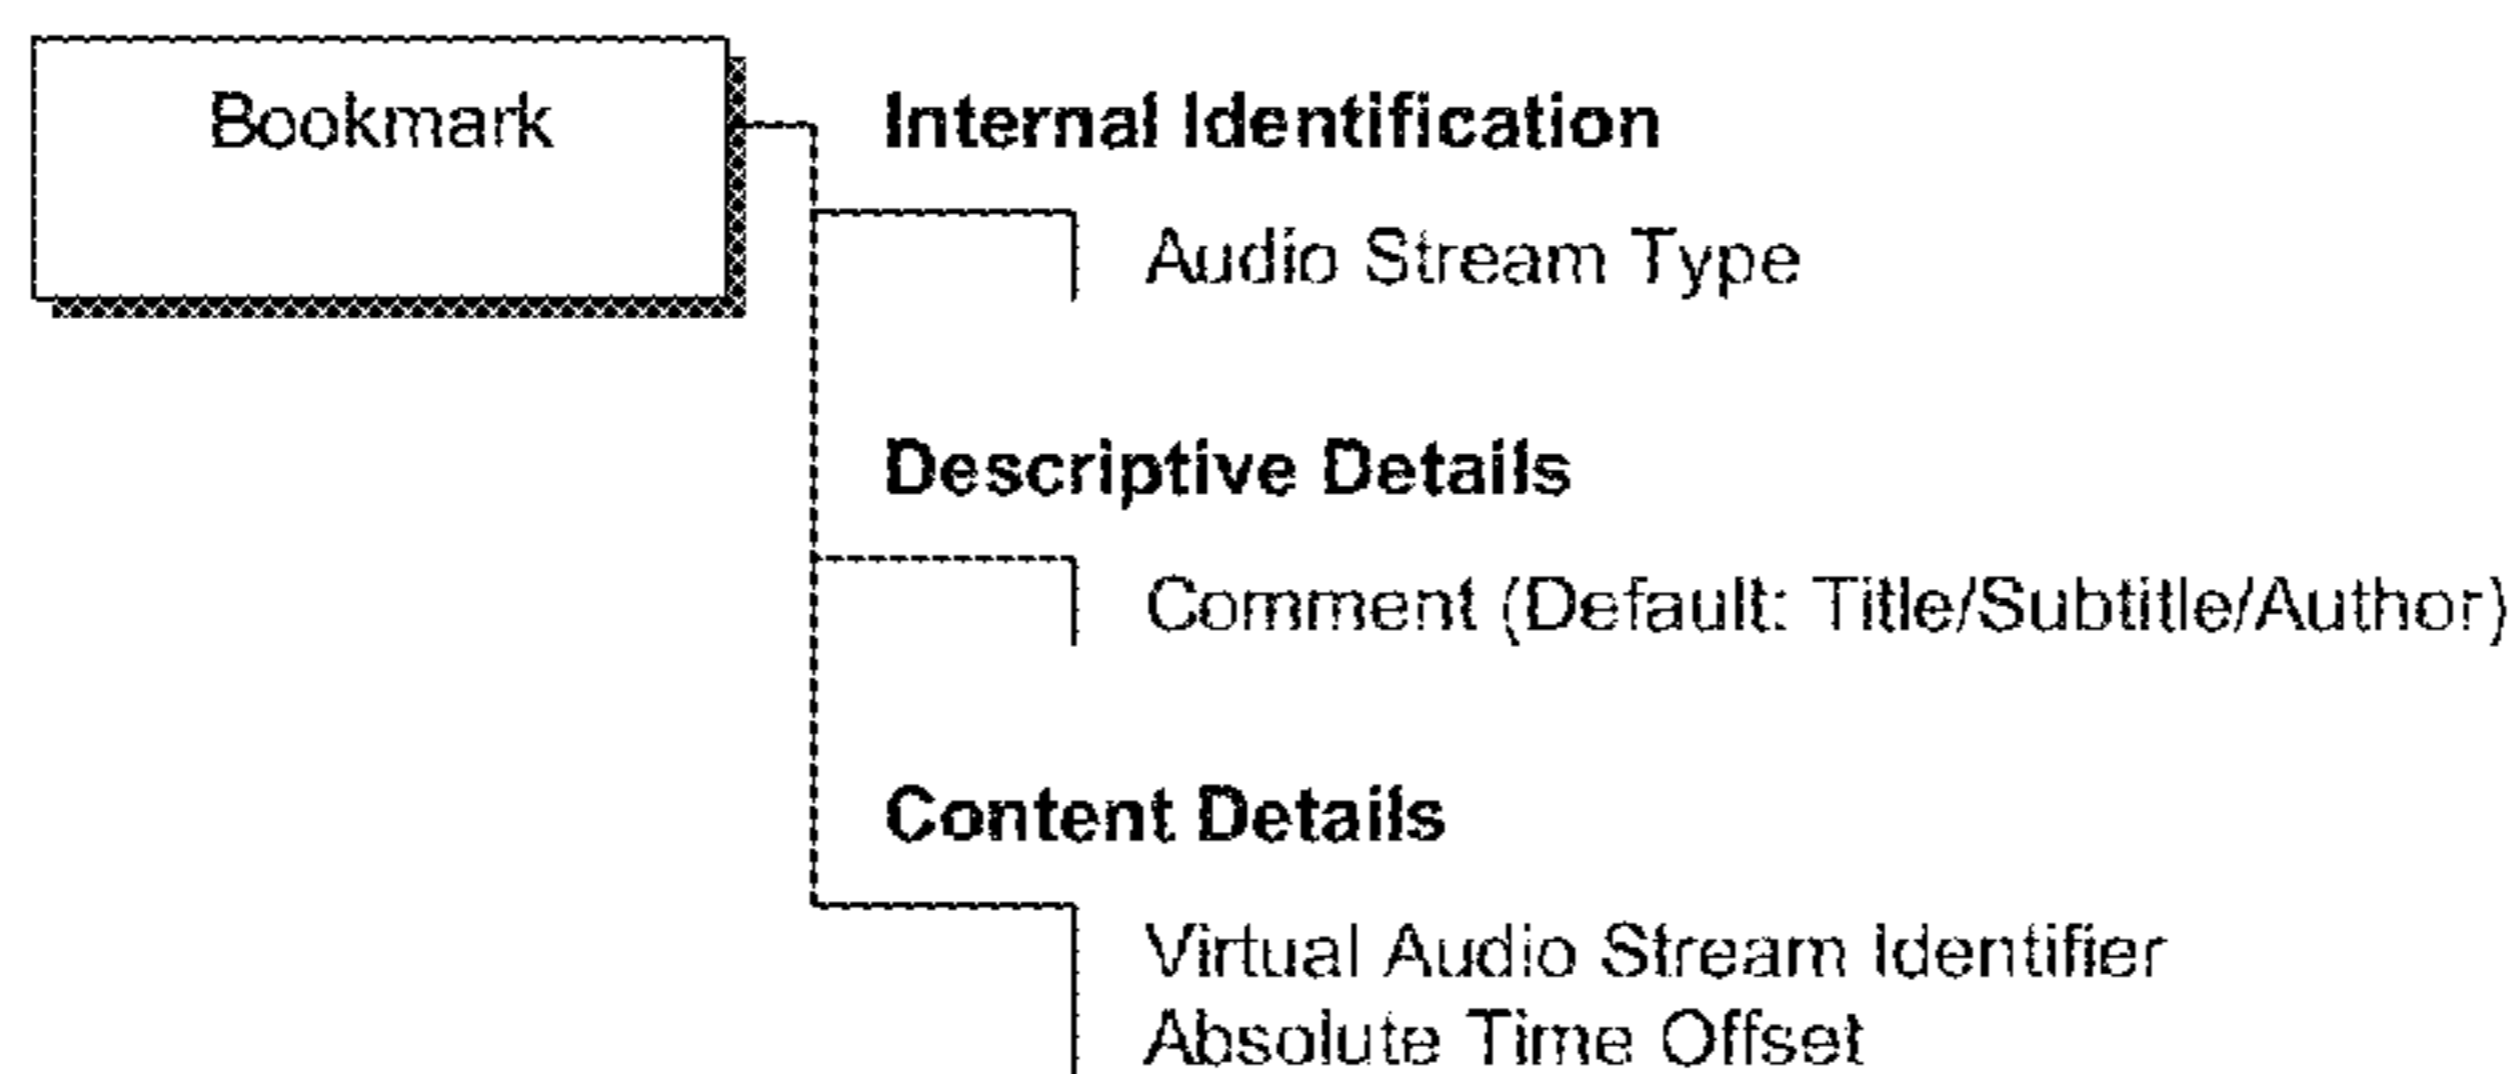 Bookmark
Internal Identification
Audio Stream Type
Descriptive Details
Comment (Default: Title/Subtitle/Author)
Content Details
Virtual Audio Stream Identifier
Absolute Time Offset